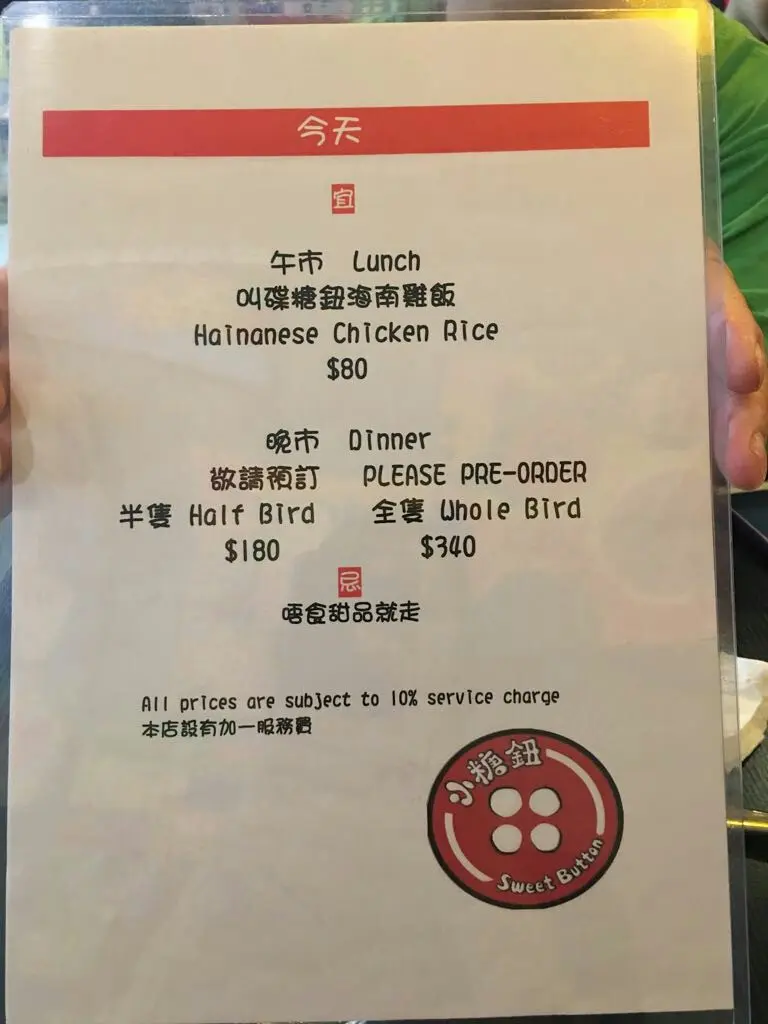 今天
宜
午市 Lunch
叫碟糖鈕海南雞飯
Hainanese Chicken Rice
$80
晚市 Dinner
敬請預訂 PLEASE PRE-ORDER
半隻 Half Bird 全隻 Whole Bird
$180 $340
忌
唔食甜品就走
All prices are subject to 10% service charge
本店設有加一服務費
小糖鈕
Sweet Button